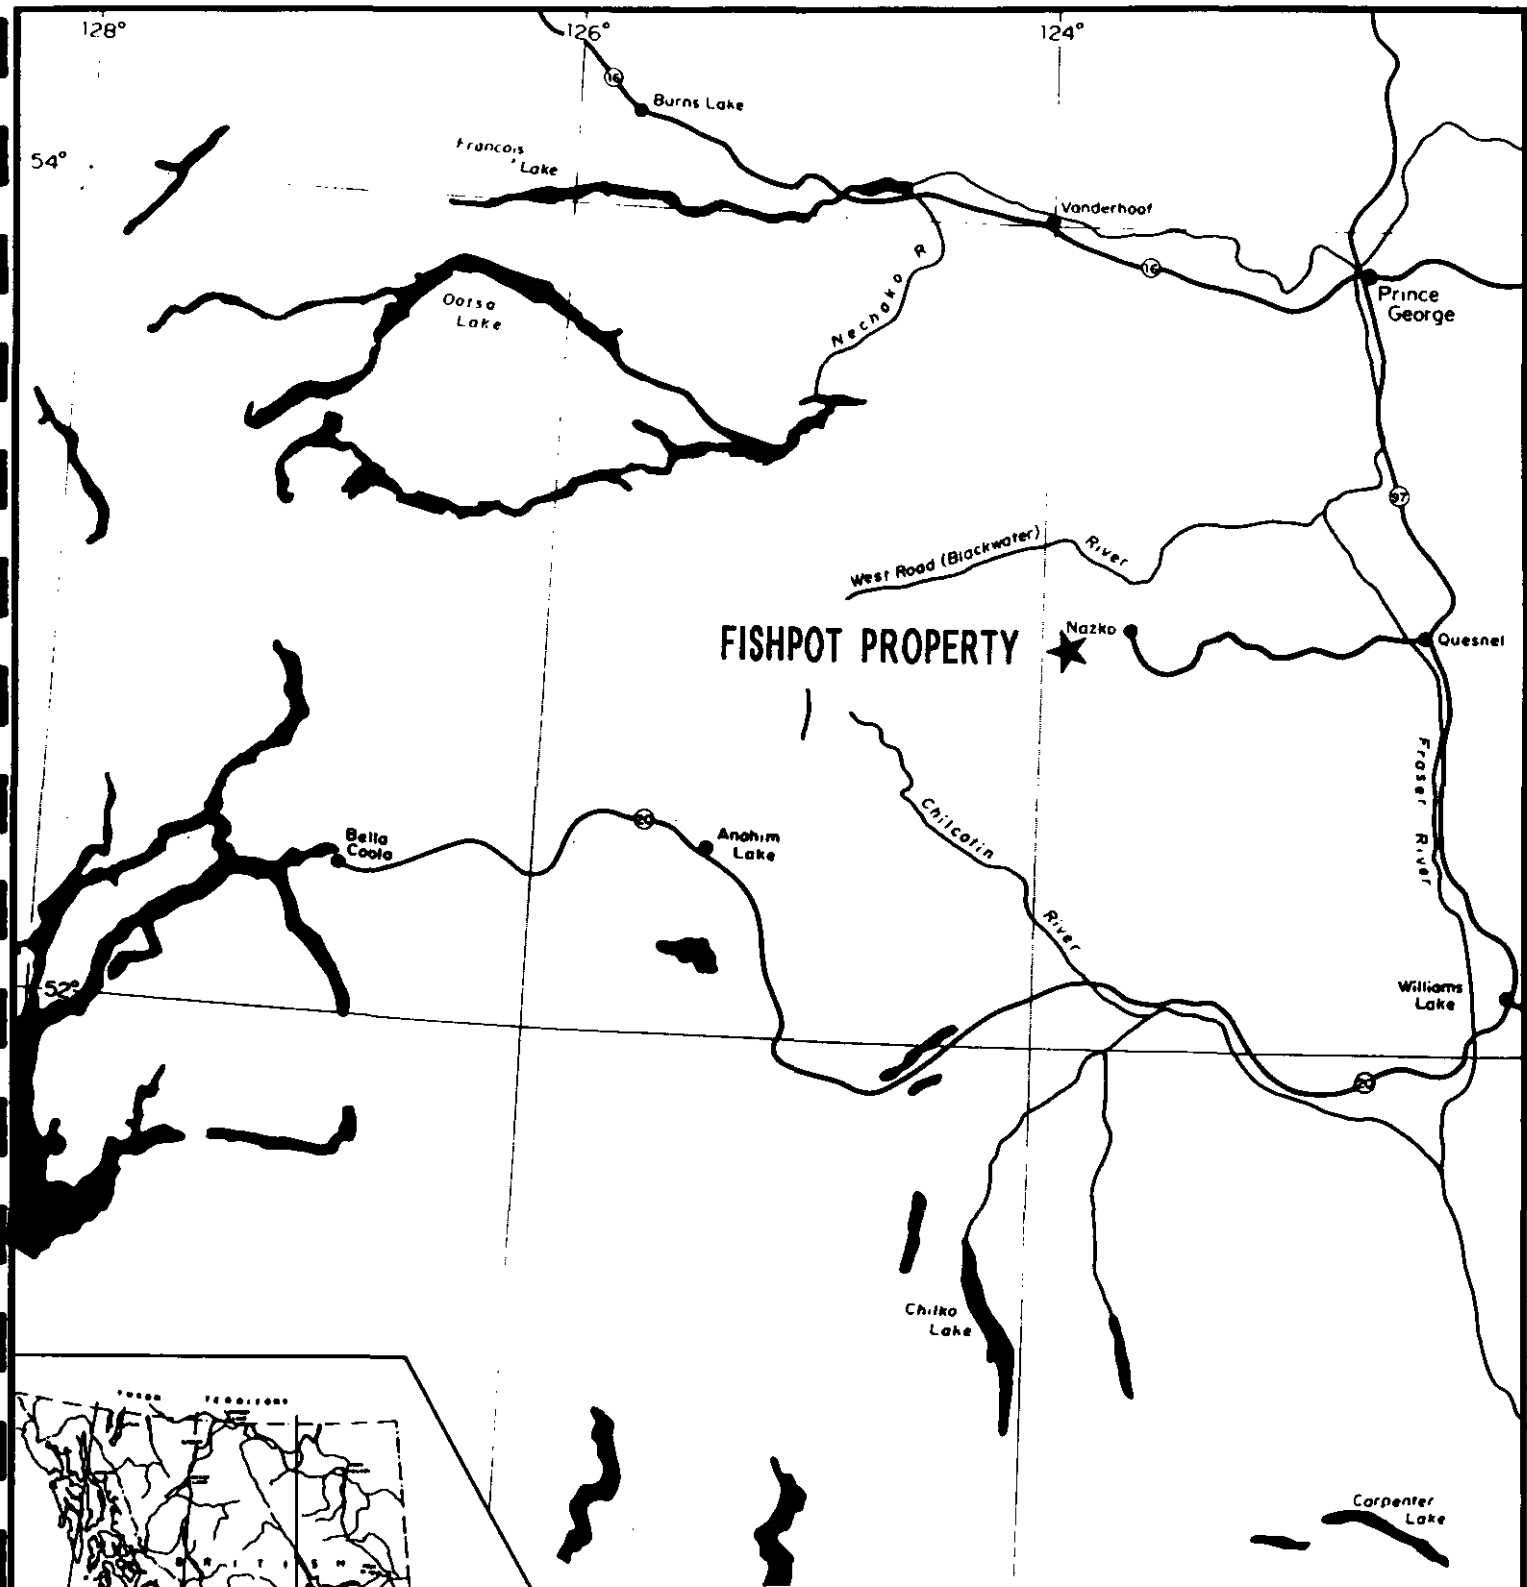 128°
126°
124°
16
Burns Lake
54°
Francois
Lake
Vanderhoof
16
Nechako R
Ootsa
Lake
Prince
George
97
West Road (Blackwater) River
FISHPOT PROPERTY
Nazko
Quesnel
Fraser River
Chilcotin River
20
Bella
Coola
Anahim
Lake
52°
Williams
Lake
20
Chilko
Lake
Carpenter
Lake
YUKON
BRITISH